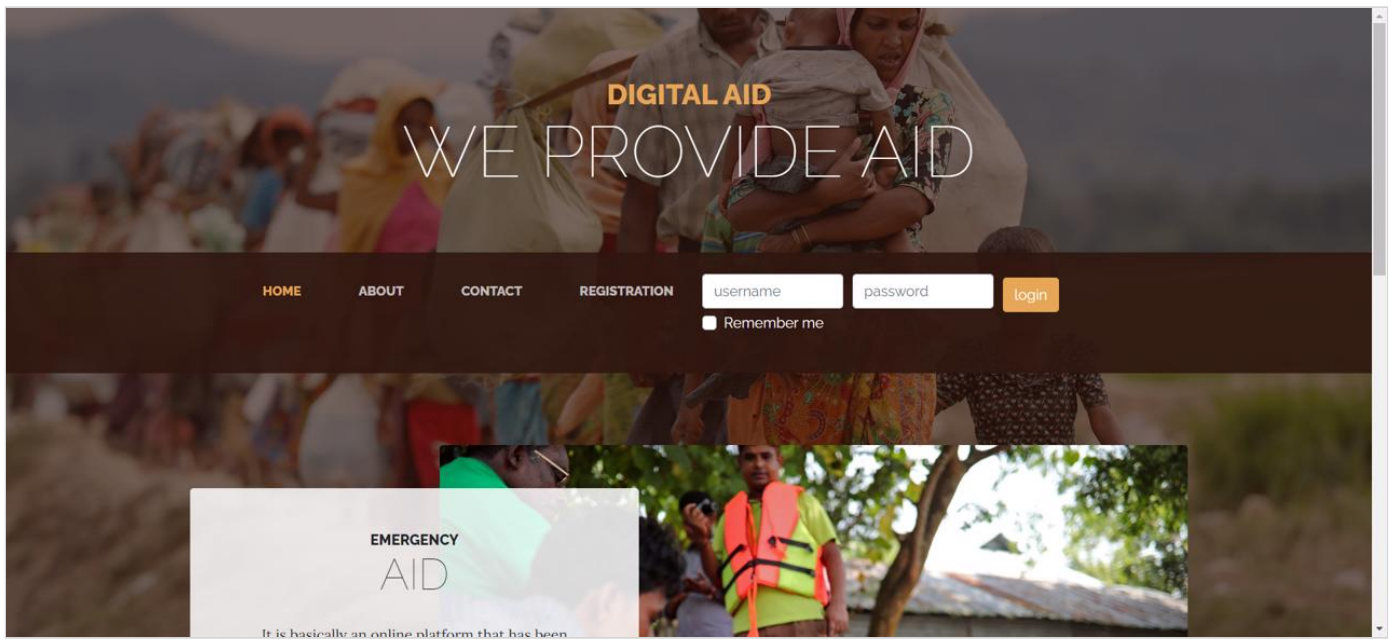 DIGITAL AID
WE PROVIDE AID
HOME ABOUT CONTACT REGISTRATION username password login
Remember me
EMERGENCY
AID
It is basically an online platform that has been